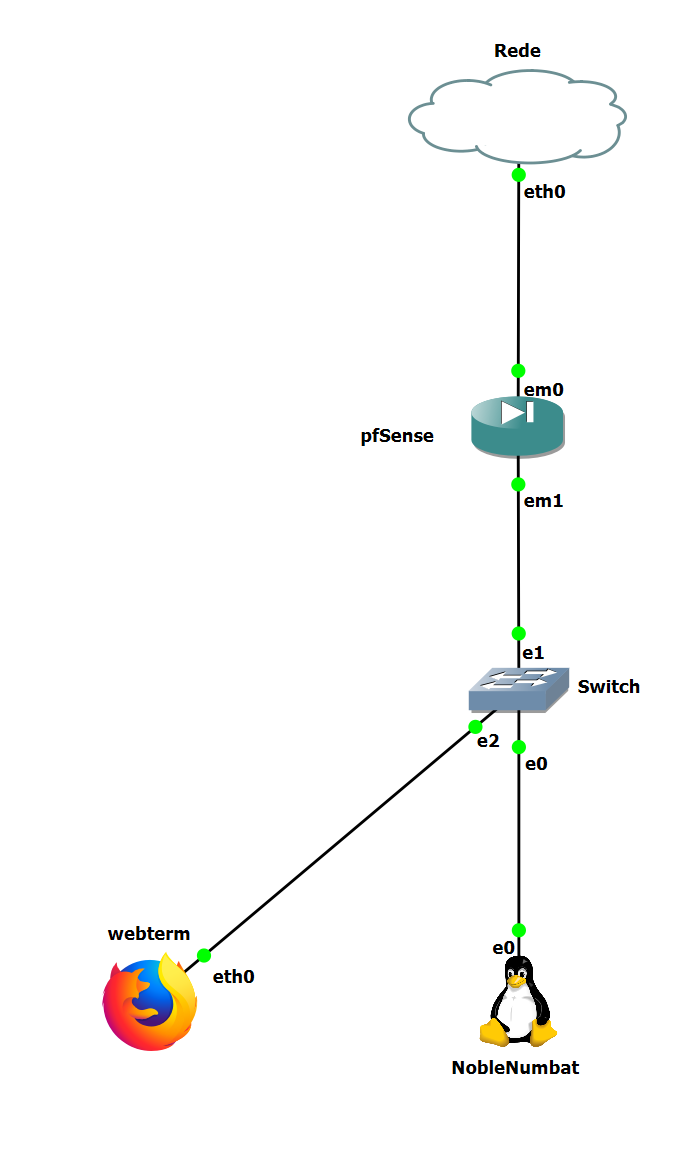 Rede
eth0
em0
pfSense
em1
e1
Switch
e2
e0
webterm
e0
eth0
NobleNumbat